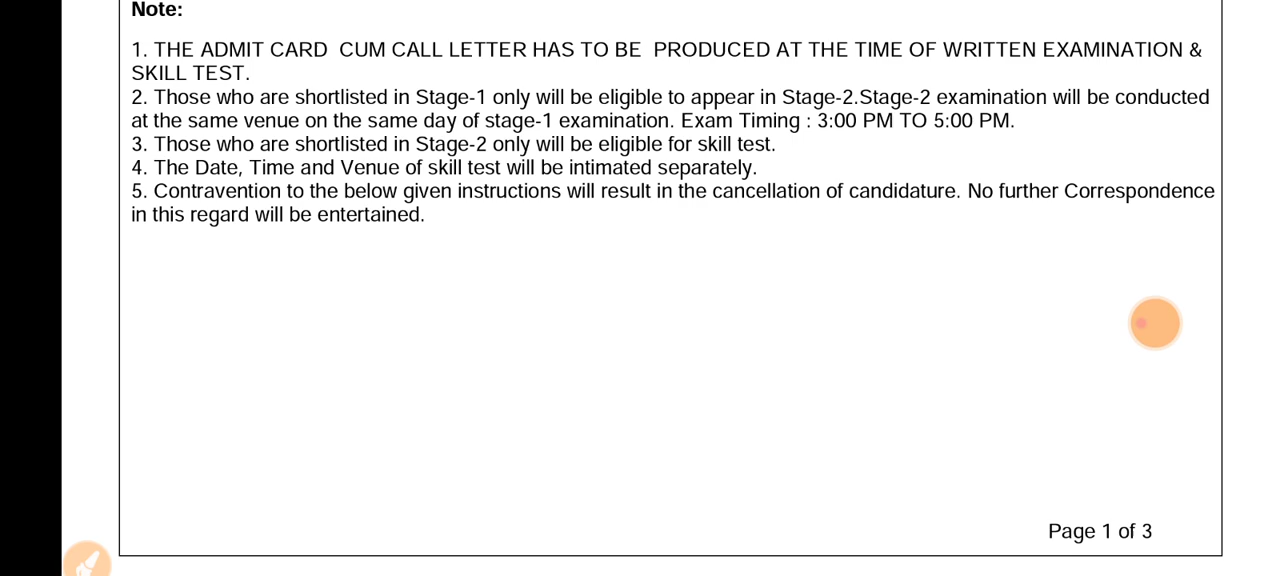 Note:
1. THE ADMIT CARD  CUM CALL LETTER HAS TO BE  PRODUCED AT THE TIME OF WRITTEN EXAMINATION &
SKILL TEST.
2. Those who are shortlisted in Stage-1 only will be eligible to appear in Stage-2.Stage-2 examination will be conducted
at the same venue on the same day of stage-1 examination. Exam Timing : 3:00 PM TO 5:00 PM.
3. Those who are shortlisted in Stage-2 only will be eligible for skill test.
4. The Date, Time and Venue of skill test will be intimated separately.
5. Contravention to the below given instructions will result in the cancellation of candidature. No further Correspondence
in this regard will be entertained.
Page 1 of 3